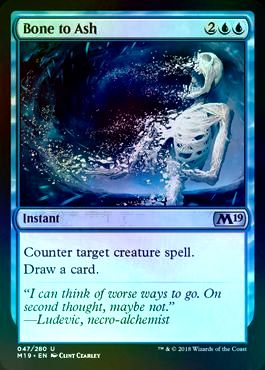 Bone to Ash 2
Instant M19
Counter target creature spell.
Draw a card.
“I can think of worse ways to go. On
second thought, maybe not.”
—Ludevic, necro-alchemist
047/280 U
M19 • EN CLINT CEARLEY
™ & © 2018 Wizards of the Coast